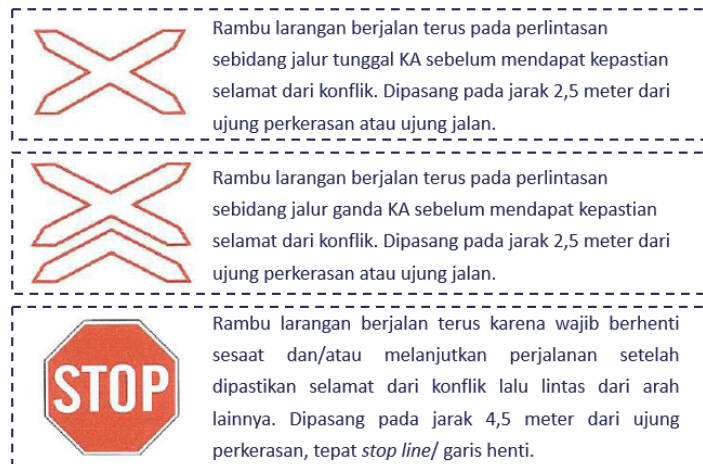 Rambu larangan berjalan terus pada perlintasan
sebidang jalur tunggal KA sebelum mendapat kepastian
selamat dari konflik. Dipasang pada jarak 2,5 meter dari
ujung perkerasan atau ujung jalan.
Rambu larangan berjalan terus pada perlintasan
sebidang jalur ganda KA sebelum mendapat kepastian
selamat dari konflik. Dipasang pada jarak 2,5 meter dari
ujung perkerasan atau ujung jalan.
STOP
Rambu larangan berjalan terus karena wajib berhenti
sesaat dan/atau melanjutkan perjalanan setelah
dipastikan selamat dari konflik lalu lintas dari arah
lainnya. Dipasang pada jarak 4,5 meter dari ujung
perkerasan, tepat stop line/ garis henti.